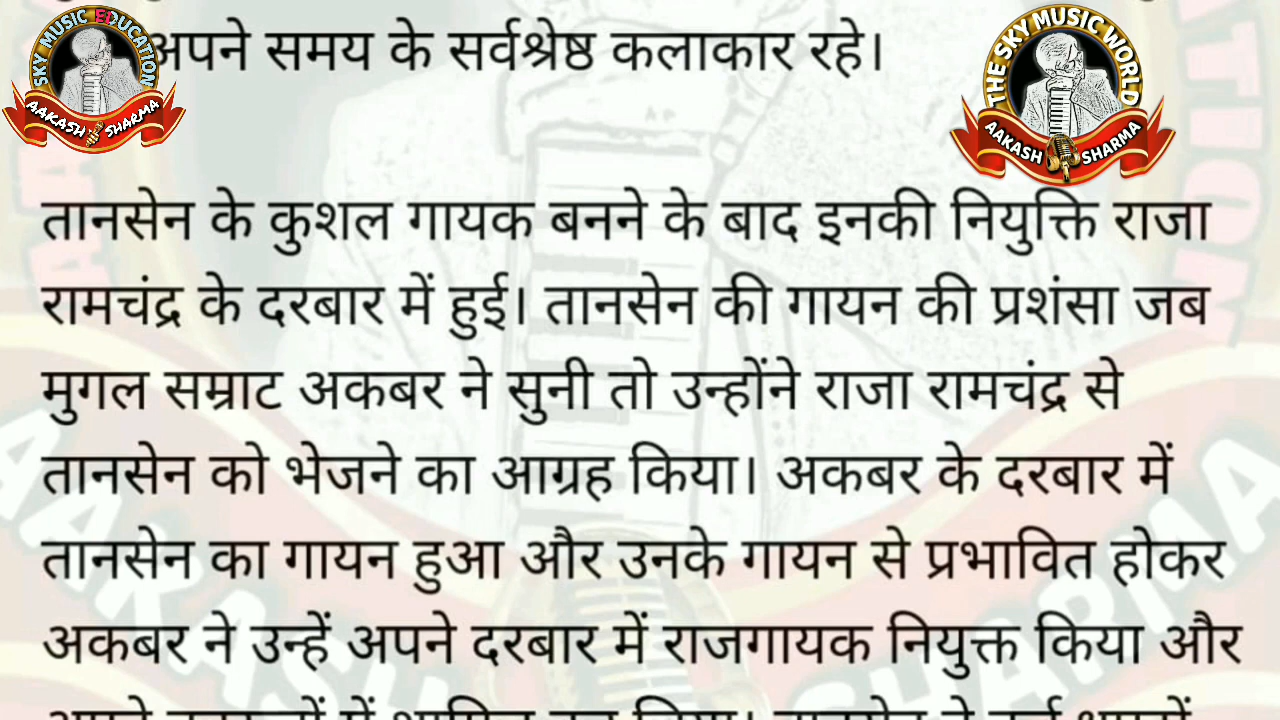 SKY MUSIC EDUCATION
AAKASH SHARMA
THE SKY MUSIC WORLD
AAKASH SHARMA
अपने समय के सर्वश्रेष्ठ कलाकार रहे।
तानसेन के कुशल गायक बनने के बाद इनकी नियुक्ति राजा
रामचंद्र के दरबार में हुई। तानसेन की गायन की प्रशंसा जब
मुगल सम्राट अकबर ने सुनी तो उन्होंने राजा रामचंद्र से
तानसेन को भेजने का आग्रह किया। अकबर के दरबार में
तानसेन का गायन हुआ और उनके गायन से प्रभावित होकर
अकबर ने उन्हें अपने दरबार में राजगायक नियुक्त किया और
AAKASH SHARMA